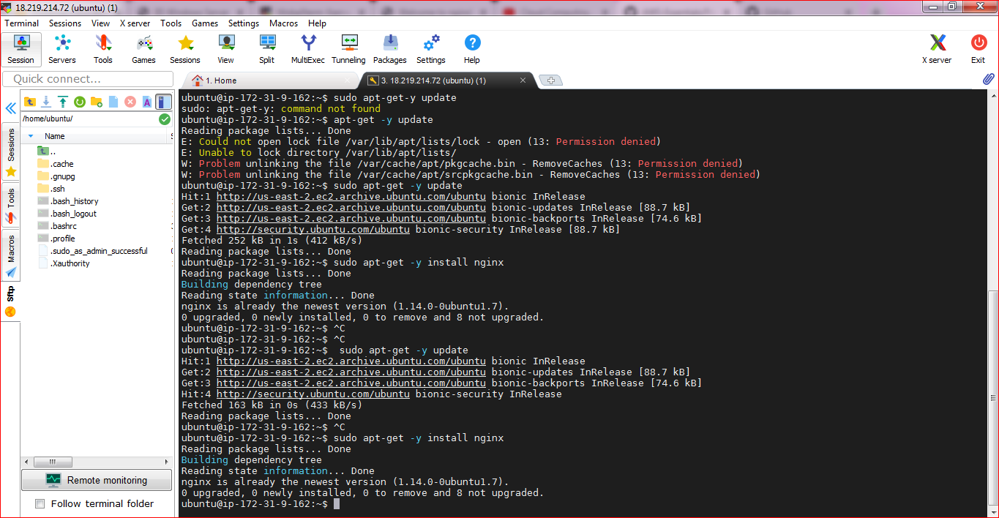 18.219.214.72 (ubuntu) (1)
Terminal Sessions View X server Tools Games Settings Macros Help
Session Servers Tools Games Sessions View Split MultiExec Tunneling Packages Settings Help X server Exit
Quick connect...
1. Home
3. 18.219.214.72 (ubuntu) (1)
/home/ubuntu/
Name
..
.cache
.gnupg
.ssh
.bash_history
.bash_logout
.bashrc
.profile
.sudo_as_admin_successful
.Xauthority
Sessions
Tools
Macros
Sftp
Remote monitoring
Follow terminal folder
ubuntu@ip-172-31-9-162:~$ sudo apt-get-y update
sudo: apt-get-y: command not found
ubuntu@ip-172-31-9-162:~$ apt-get -y update
Reading package lists... Done
E: Could not open lock file /var/lib/apt/lists/lock - open (13: Permission denied)
E: Unable to lock directory /var/lib/apt/lists/
W: Problem unlinking the file /var/cache/apt/pkgcache.bin - RemoveCaches (13: Permission denied)
W: Problem unlinking the file /var/cache/apt/srcpkgcache.bin - RemoveCaches (13: Permission denied)
ubuntu@ip-172-31-9-162:~$ sudo apt-get -y update
Hit:1 http://us-east-2.ec2.archive.ubuntu.com/ubuntu bionic InRelease
Get:2 http://us-east-2.ec2.archive.ubuntu.com/ubuntu bionic-updates InRelease [88.7 kB]
Get:3 http://us-east-2.ec2.archive.ubuntu.com/ubuntu bionic-backports InRelease [74.6 kB]
Get:4 http://security.ubuntu.com/ubuntu bionic-security InRelease [88.7 kB]
Fetched 252 kB in 1s (412 kB/s)
Reading package lists... Done
ubuntu@ip-172-31-9-162:~$ sudo apt-get -y install nginx
Reading package lists... Done
Building dependency tree
Reading state information... Done
nginx is already the newest version (1.14.0-0ubuntu1.7).
0 upgraded, 0 newly installed, 0 to remove and 8 not upgraded.
ubuntu@ip-172-31-9-162:~$ ^C
ubuntu@ip-172-31-9-162:~$ ^C
ubuntu@ip-172-31-9-162:~$  sudo apt-get -y update
Hit:1 http://us-east-2.ec2.archive.ubuntu.com/ubuntu bionic InRelease
Get:2 http://us-east-2.ec2.archive.ubuntu.com/ubuntu bionic-updates InRelease [88.7 kB]
Get:3 http://us-east-2.ec2.archive.ubuntu.com/ubuntu bionic-backports InRelease [74.6 kB]
Hit:4 http://security.ubuntu.com/ubuntu bionic-security InRelease
Fetched 163 kB in 0s (433 kB/s)
Reading package lists... Done
ubuntu@ip-172-31-9-162:~$ ^C
ubuntu@ip-172-31-9-162:~$ sudo apt-get -y install nginx
Reading package lists... Done
Building dependency tree
Reading state information... Done
nginx is already the newest version (1.14.0-0ubuntu1.7).
0 upgraded, 0 newly installed, 0 to remove and 8 not upgraded.
ubuntu@ip-172-31-9-162:~$